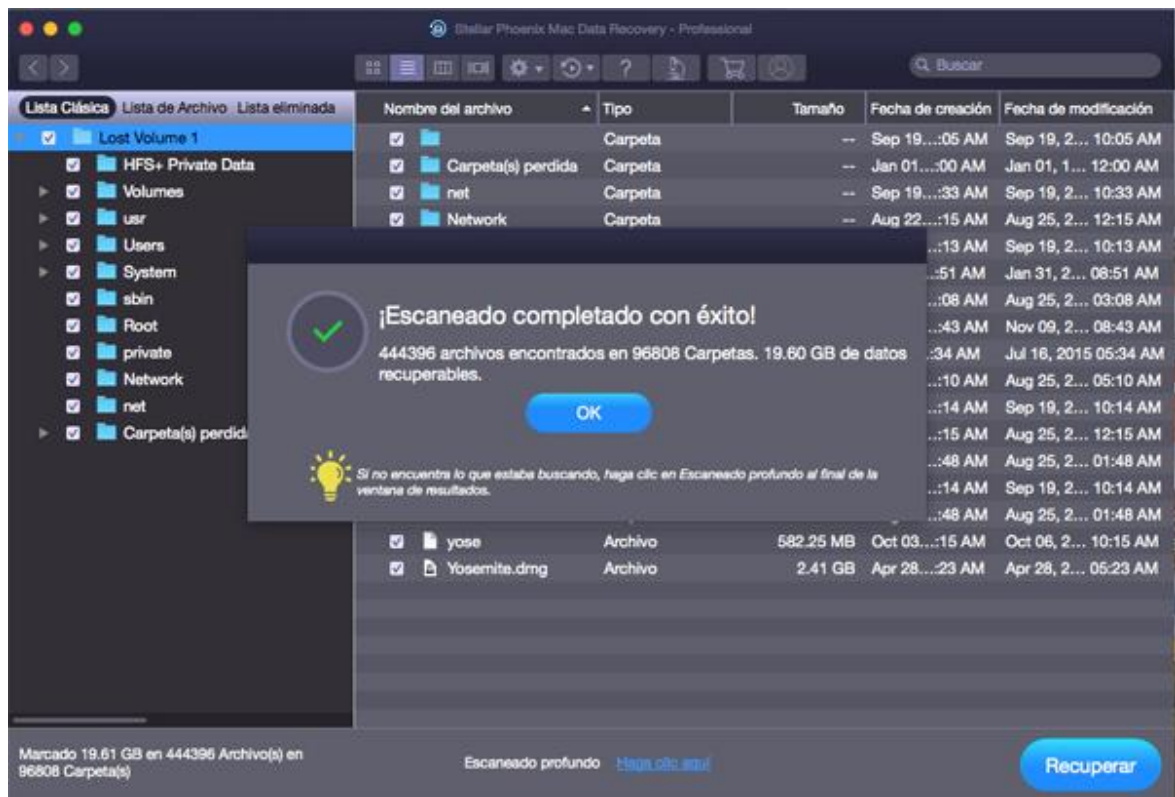 Stellar Phoenix Mac Data Recovery - Professional
Buscar
Lista Clásica Lista de Archivo Lista eliminada
Nombre del archivo Tipo Tamaño Fecha de creación Fecha de modificación
Lost Volume 1
HFS+ Private Data
Volumes
usr
Users
System
sbin
Root
private
Network
net
Carpeta(s) perdid
Carpeta -- Sep 19...:05 AM Sep 19, 2... 10:05 AM
Carpeta(s) perdida Carpeta -- Jan 01...:00 AM Jan 01, 1... 12:00 AM
net Carpeta -- Sep 19...:33 AM Sep 19, 2... 10:33 AM
Network Carpeta -- Aug 22...:15 AM Aug 25, 2... 12:15 AM
...:13 AM Sep 19, 2... 10:13 AM
...:51 AM Jan 31, 2... 08:51 AM
...:08 AM Aug 25, 2... 03:08 AM
...:43 AM Nov 09, 2... 08:43 AM
.:34 AM Jul 16, 2015 05:34 AM
...:10 AM Aug 25, 2... 05:10 AM
...:14 AM Sep 19, 2... 10:14 AM
...:15 AM Aug 25, 2... 12:15 AM
...:48 AM Aug 25, 2... 01:48 AM
...:14 AM Sep 19, 2... 10:14 AM
...:48 AM Aug 25, 2... 01:48 AM
yose Archivo 582.25 MB Oct 03...:15 AM Oct 06, 2... 10:15 AM
Yosemite.dmg Archivo 2.41 GB Apr 28...:23 AM Apr 28, 2... 05:23 AM
¡Escaneado completado con éxito!
444396 archivos encontrados en 96808 Carpetas. 19.60 GB de datos
recuperables.
OK
Si no encuentra lo que estaba buscando, haga clic en Escaneado profundo al final de la
ventana de resultados.
Marcado 19.61 GB en 444396 Archivo(s) en
96808 Carpeta(s)
Escaneado profundo Haga clic aquí
Recuperar